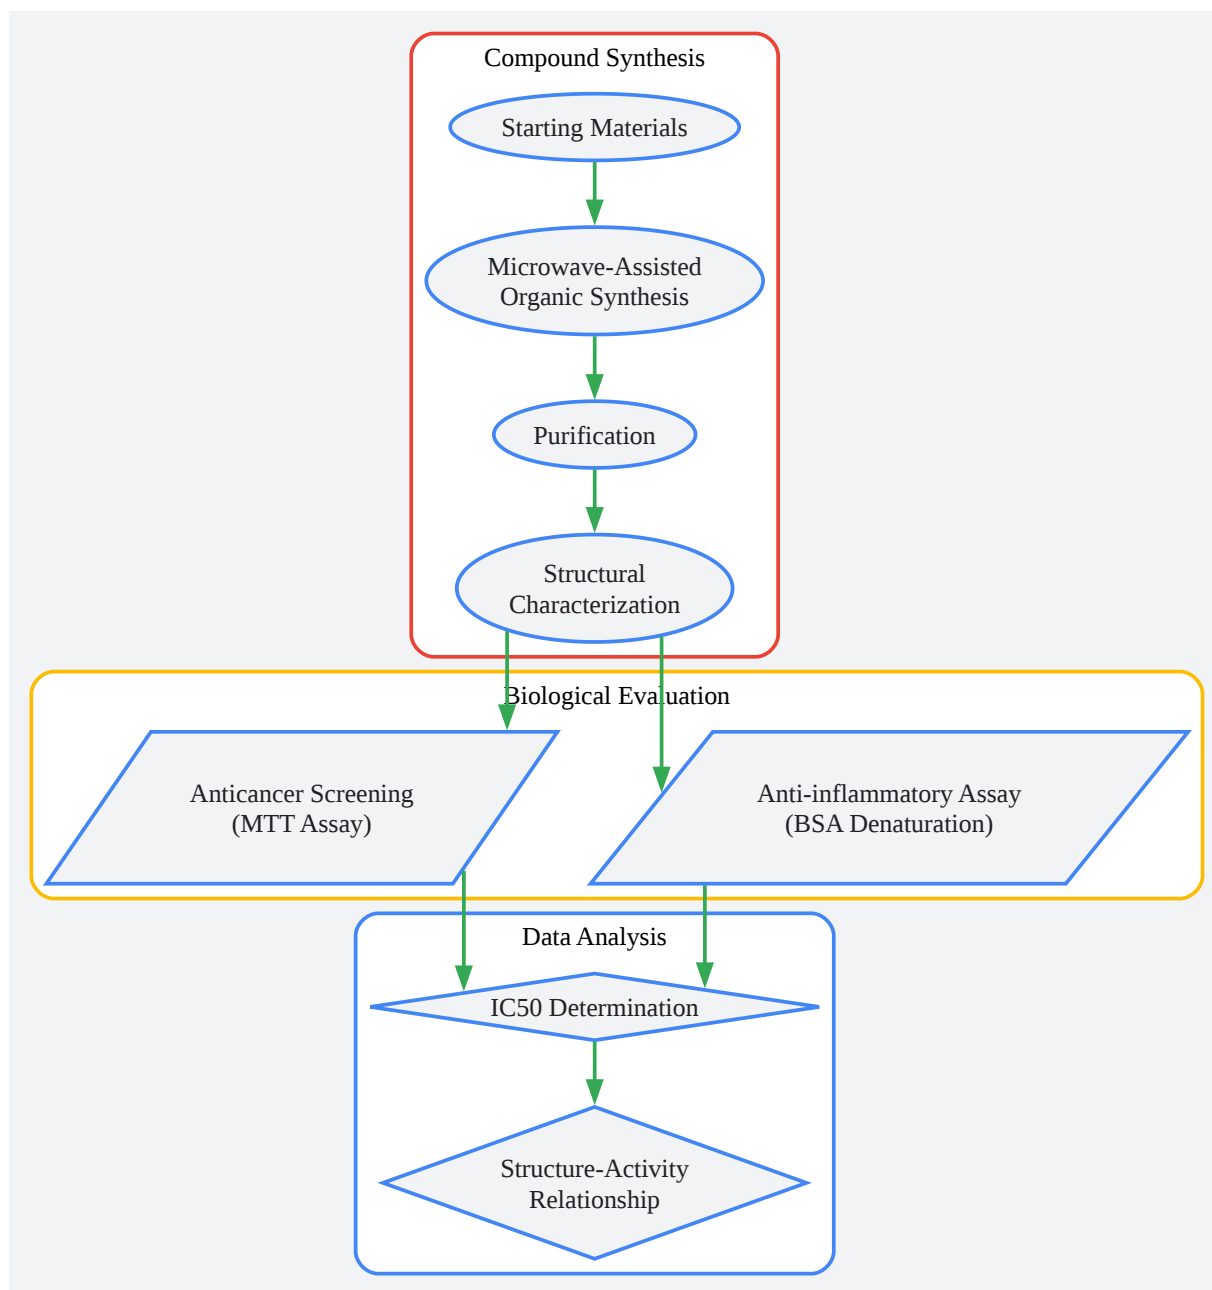 Compound Synthesis
Starting Materials
Microwave-Assisted
Organic Synthesis
Purification
Structural
Characterization
Biological Evaluation
Anticancer Screening
(MTT Assay)
Anti-inflammatory Assay
(BSA Denaturation)
Data Analysis
IC50 Determination
Structure-Activity
Relationship